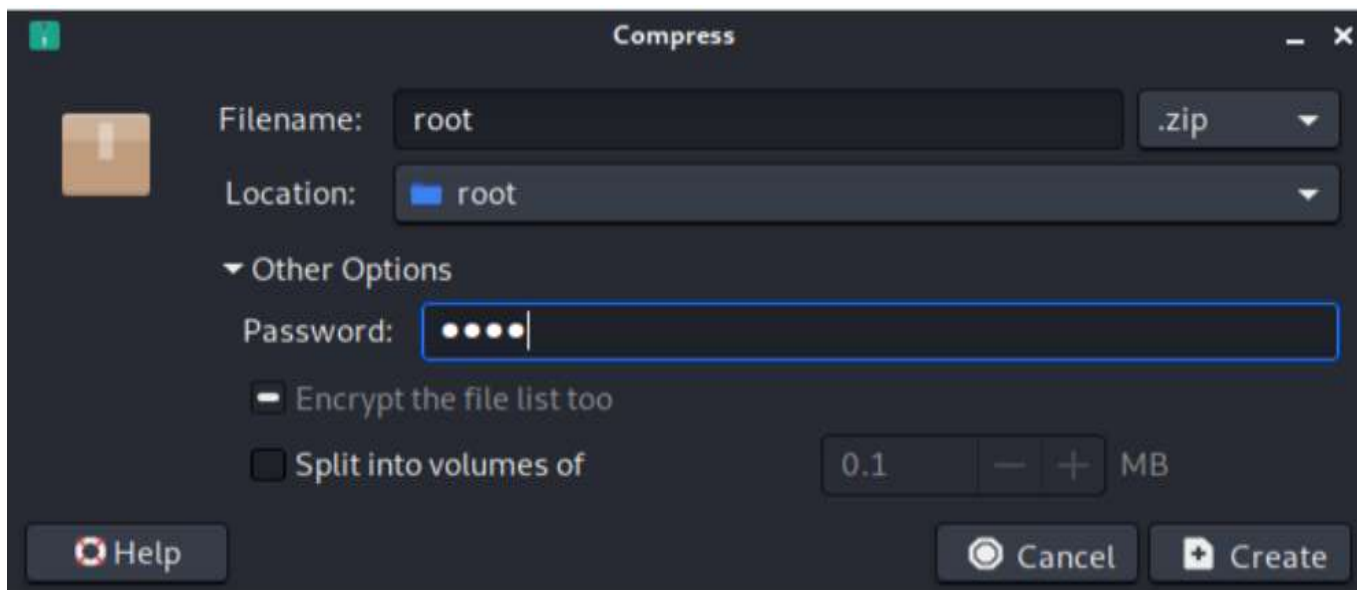 Compress
Filename: root .zip
Location: root
Other Options
Password: ●●●●
Encrypt the file list too
Split into volumes of 0.1 MB
Help Cancel Create